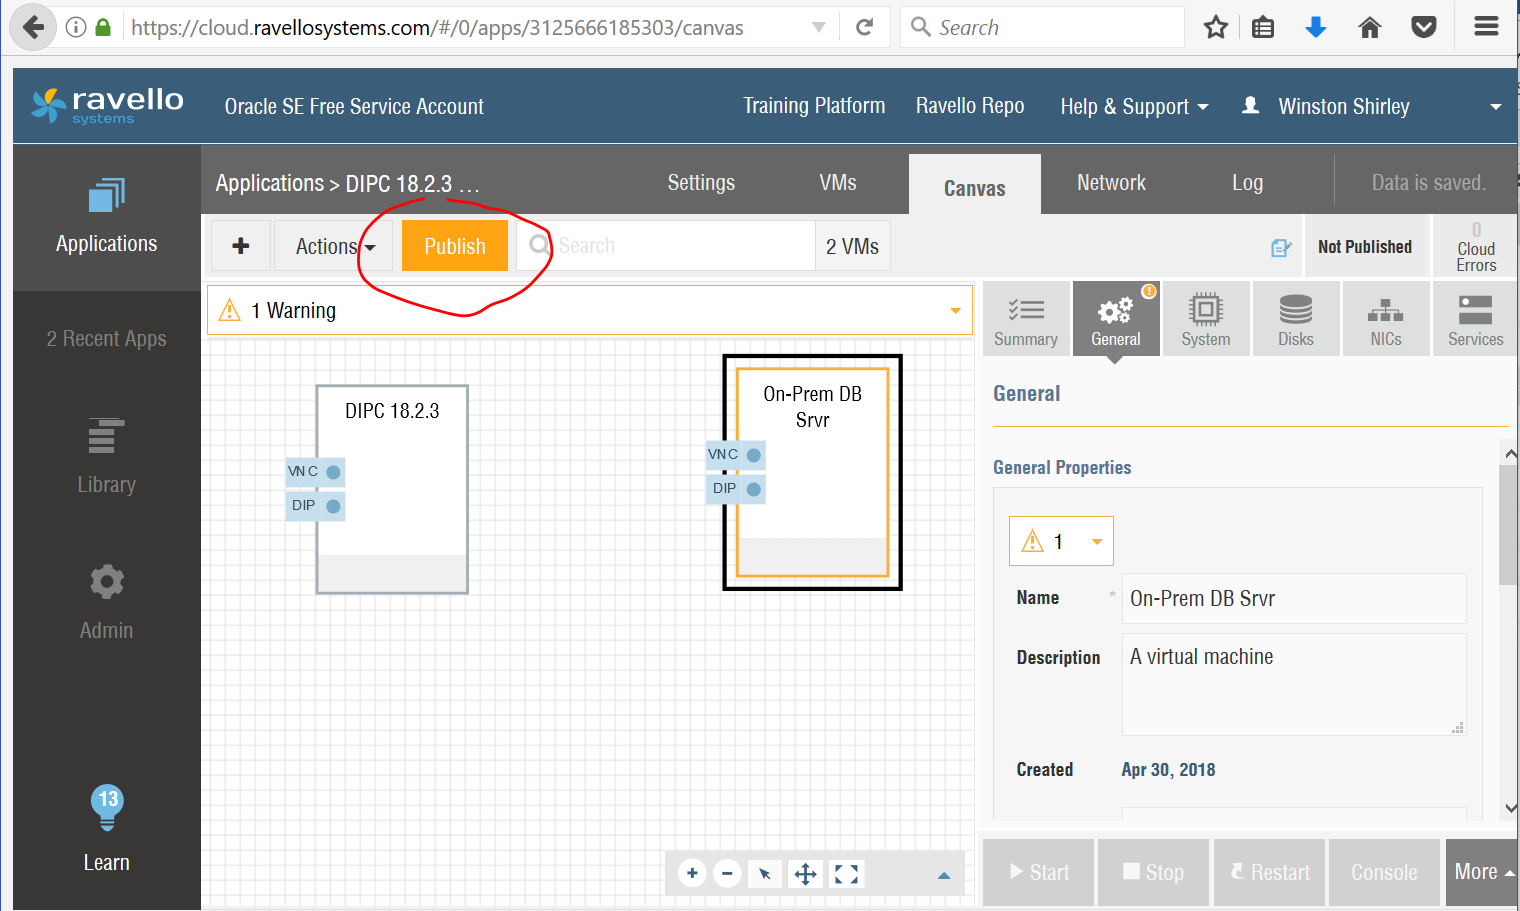 https://cloud.ravellosystems.com/#/0/apps/3125666185303/canvas
Search
ravello
systems
Oracle SE Free Service Account
Training Platform
Ravello Repo
Help & Support
Winston Shirley
Applications
Applications > DIPC 18.2.3 ...
Settings
VMs
Canvas
Network
Log
Data is saved.
+
Actions
Publish
Search
2 VMs
Not Published
0
Cloud
Errors
2 Recent Apps
1 Warning
Summary
General
System
Disks
NICs
Services
DIPC 18.2.3
VNC
DIP
On-Prem DB
Srvr
VNC
DIP
General
General Properties
1
Name *
On-Prem DB Srvr
Description
A virtual machine
Created
Apr 30, 2018
Library
Admin
13
Learn
Start
Stop
Restart
Console
More